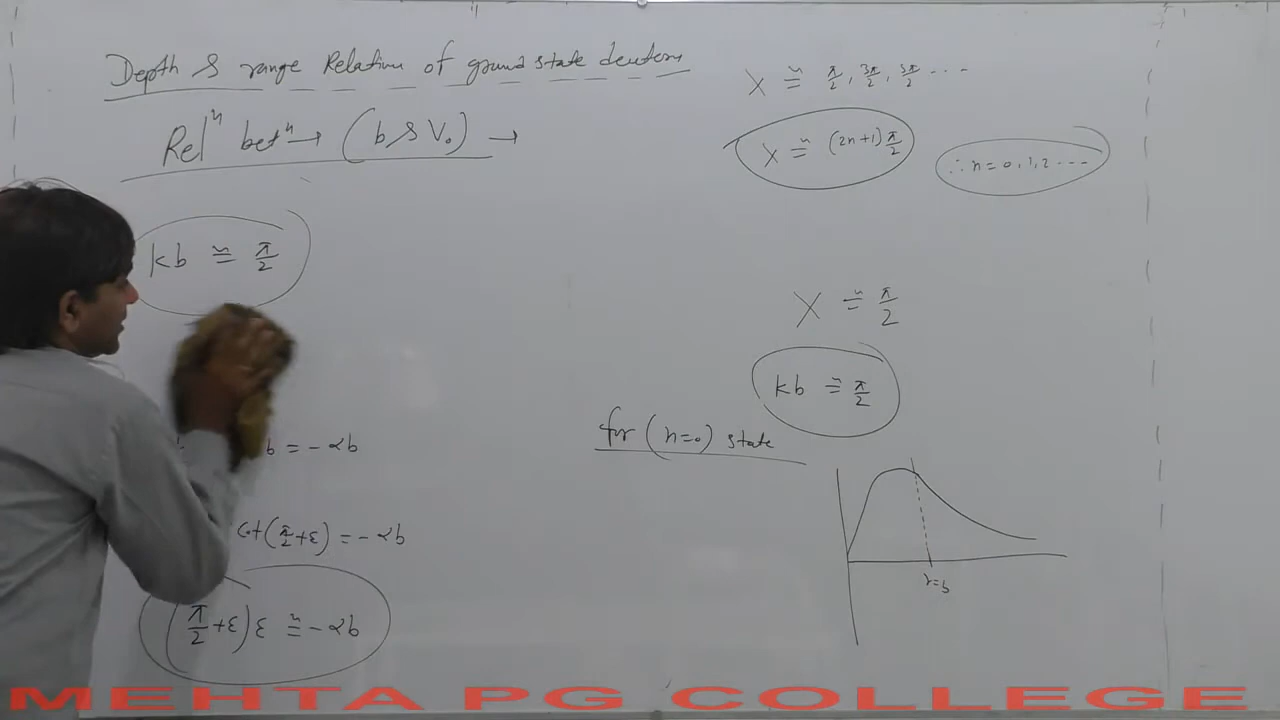 Depth & range Relation of ground state deuteron
Relⁿ betⁿ → (b & V₀) →
kb ≅ π/2
b = -αb
cot(π/2+ε) = -αb
(π/2+ε)ε ≅ -αb
X ≅ π/2, 3π/2, 5π/2 ...
X ≅ (2n+1)π/2
∴ n = 0, 1, 2 ...
X ≅ π/2
kb ≅ π/2
for (n=0) state
r=b
MEHTA PG COLLEGE